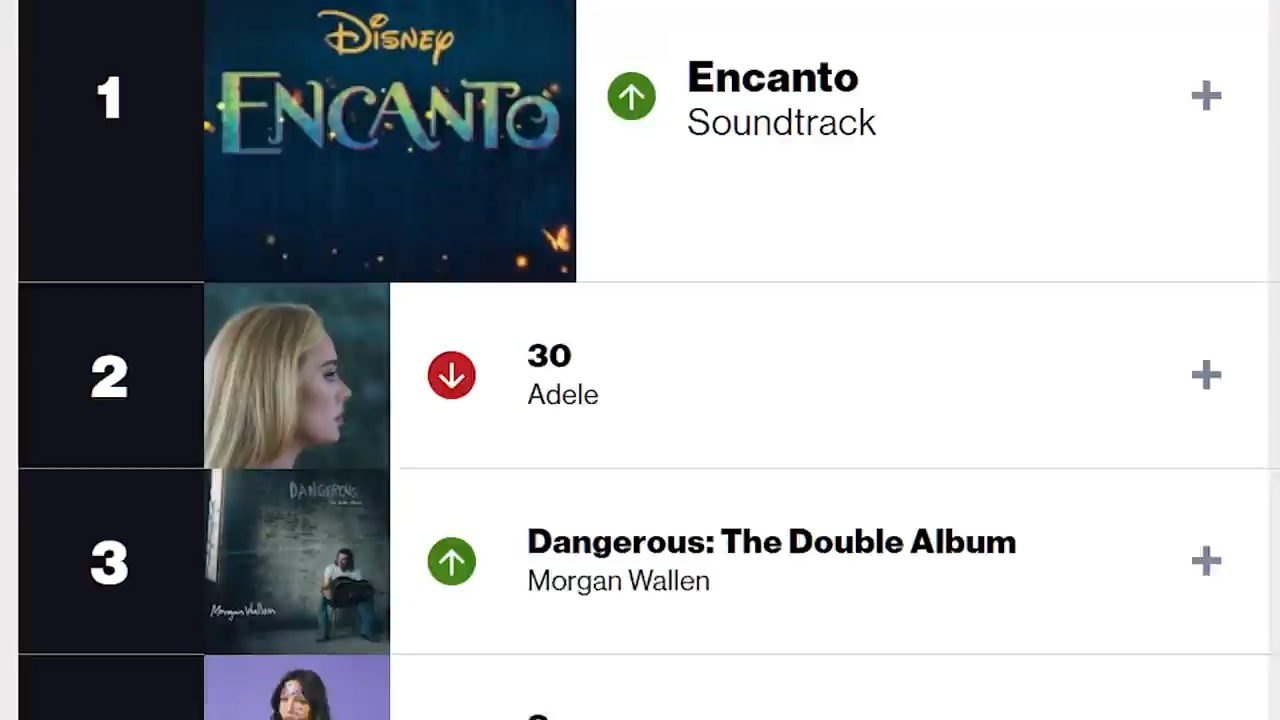 1
Disney
ENCANTO
Encanto
Soundtrack
2
30
Adele
3
DANGEROUS
Morgan Wallen
Dangerous: The Double Album
Morgan Wallen